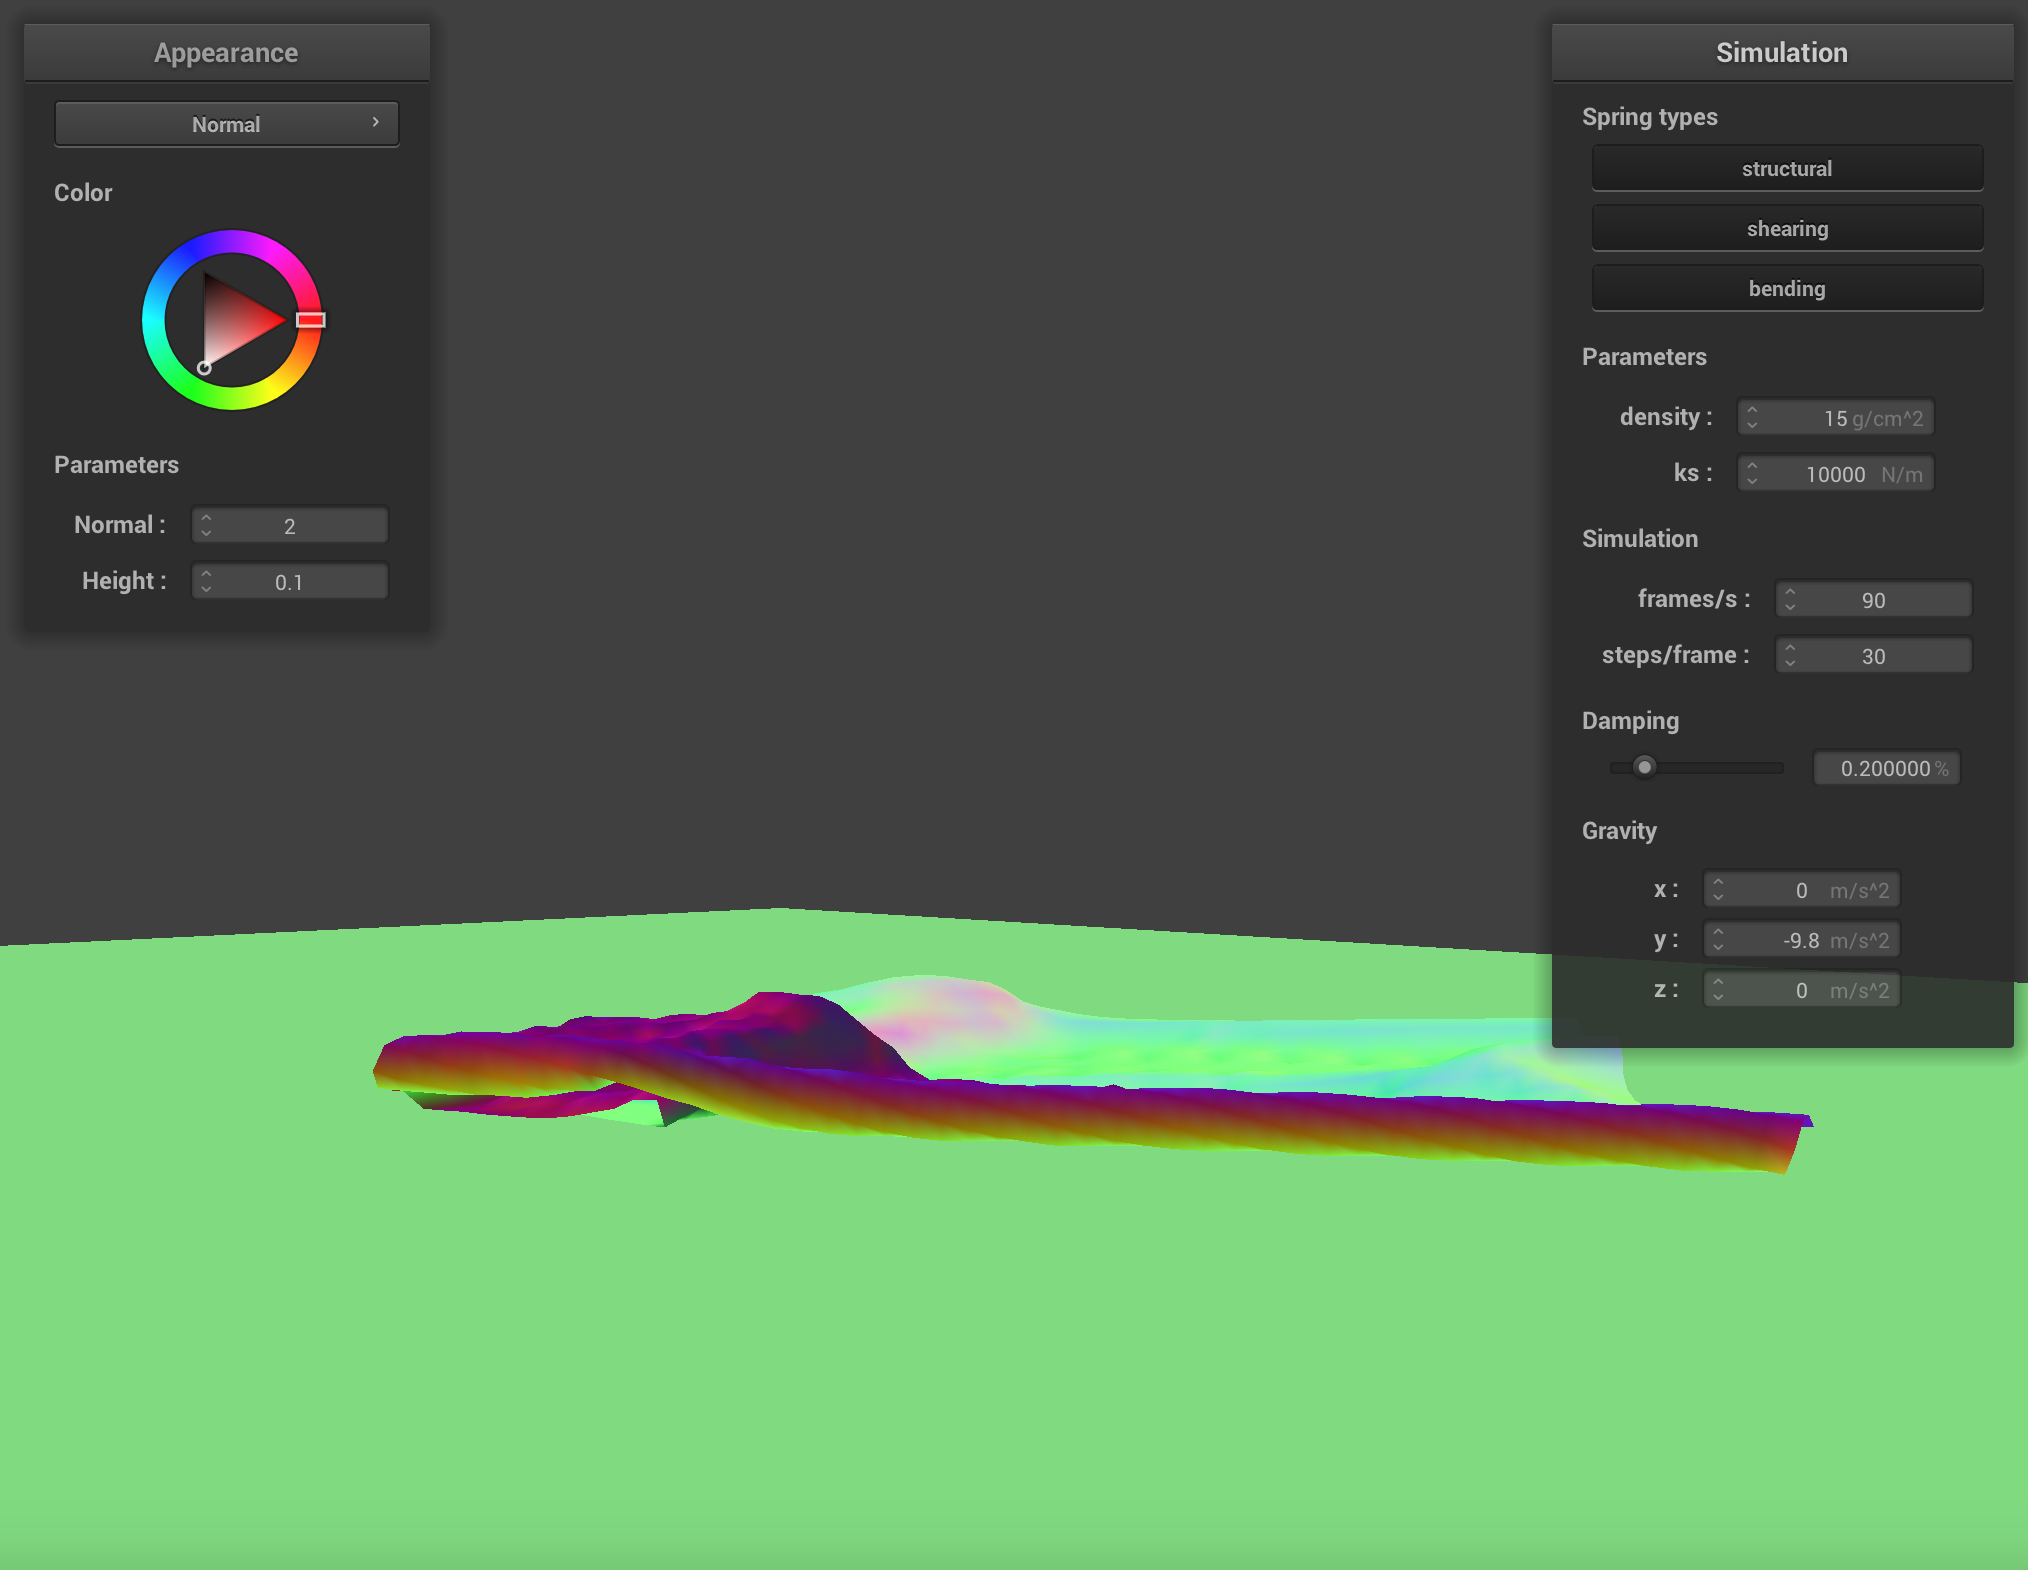 Appearance
Normal
Color
Parameters
Normal :
2
Height :
0.1
Simulation
Spring types
structural
shearing
bending
Parameters
density :
15 g/cm^2
ks :
10000 N/m
Simulation
frames/s :
90
steps/frame :
30
Damping
0.200000 %
Gravity
x :
0 m/s^2
y :
-9.8 m/s^2
z :
0 m/s^2